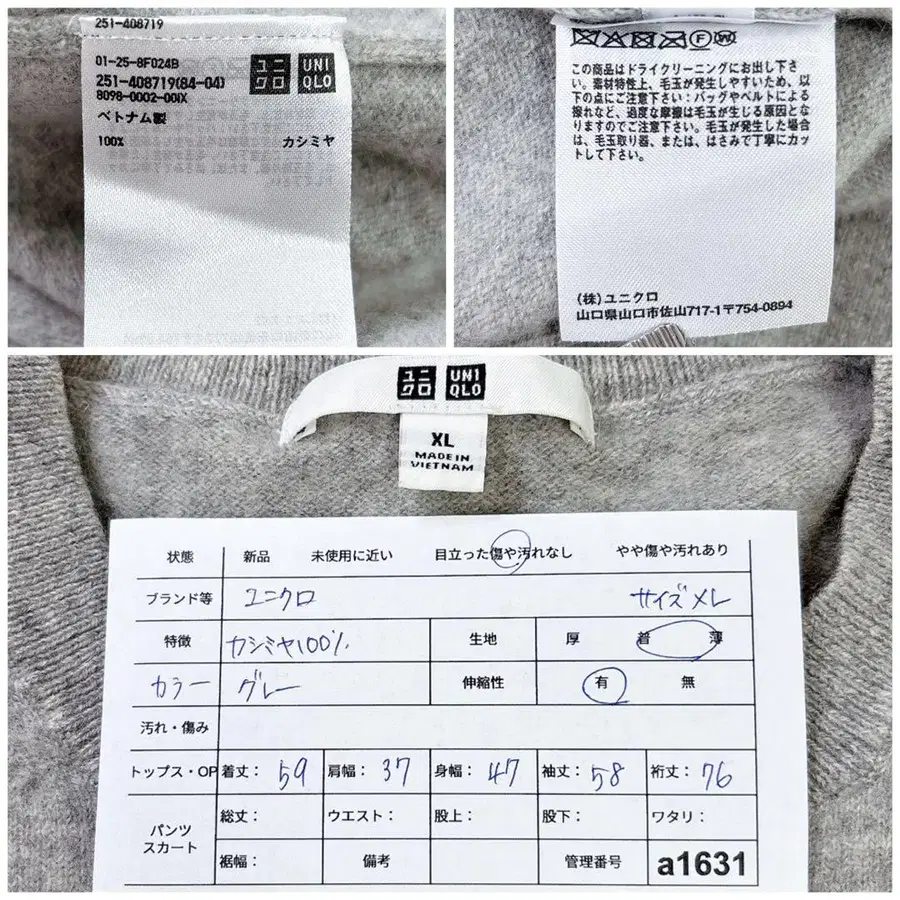 251-408719
01-25-8F024B
251-408719(84-04)
8098-0002-00IX
ベトナム製
100% カシミヤ
ユニクロ UNIQLO
この商品はドライクリーニングにお出し下さ
い。素材特性上、毛玉が発生しやすいため、以
下の点にご注意下さい:バッグやベルトによる
擦れなど、過度な摩擦は毛玉が生じる原因とな
りますのでご注意下さい。毛玉が発生した場合
は、毛玉取り器、または、はさみで丁寧にカッ
トして下さい。
(株)ユニクロ
山口県山口市佐山717-1〒754-0894
ユニクロ UNIQLO
XL
MADE IN
VIETNAM
状態 新品 未使用に近い 目立った傷や汚れなし やや傷や汚れあり
ブランド等 ユニクロ サイズXL
特徴 カシミヤ100% 生地 厚 着 薄
カラー グレー 伸縮性 有 無
汚れ・傷み
トップス・OP 着丈: 59 肩幅: 37 身幅: 47 袖丈: 58 裄丈: 76
パンツ
スカート
総丈: ウエスト: 股上: 股下: ワタリ:
裾幅: 備考 管理番号 a1631